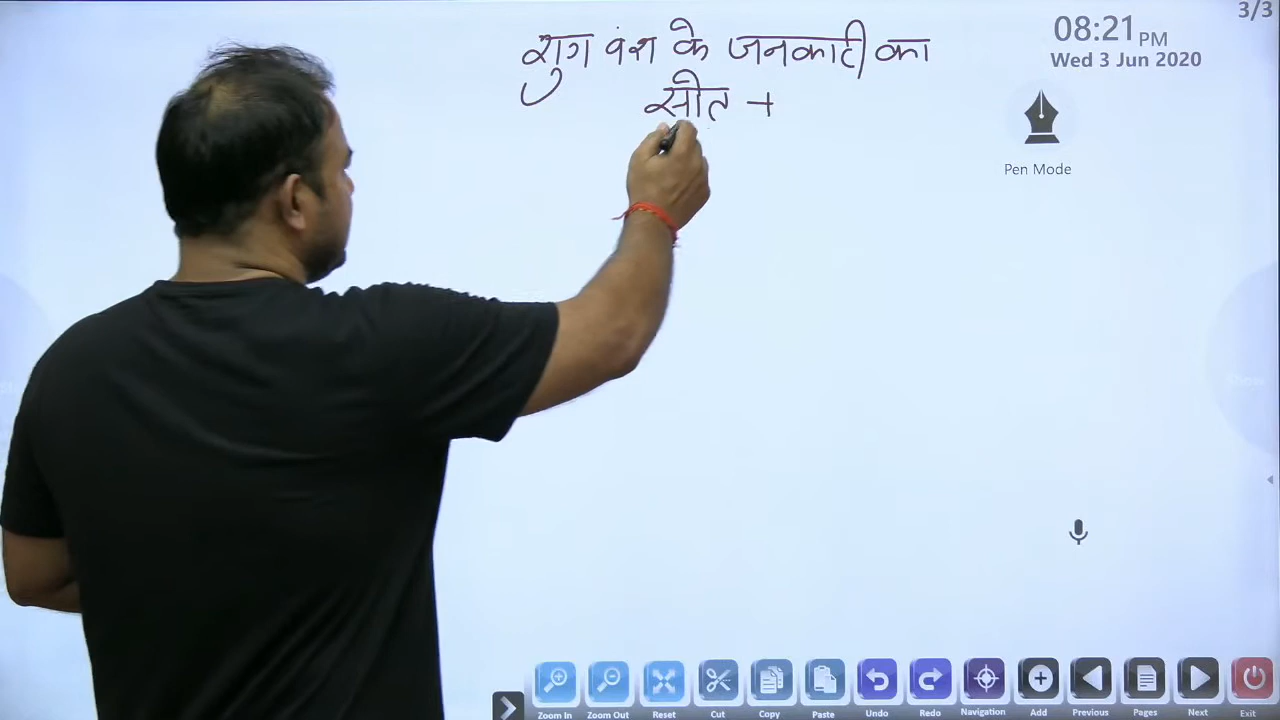 3/3
08:21 PM
Wed 3 Jun 2020
शुग वंश के जनकारी का
सौत +
Pen Mode
Zoom In Zoom Out Reset Cut Copy Paste Undo Redo Navigation Add Previous Pages Next Exit